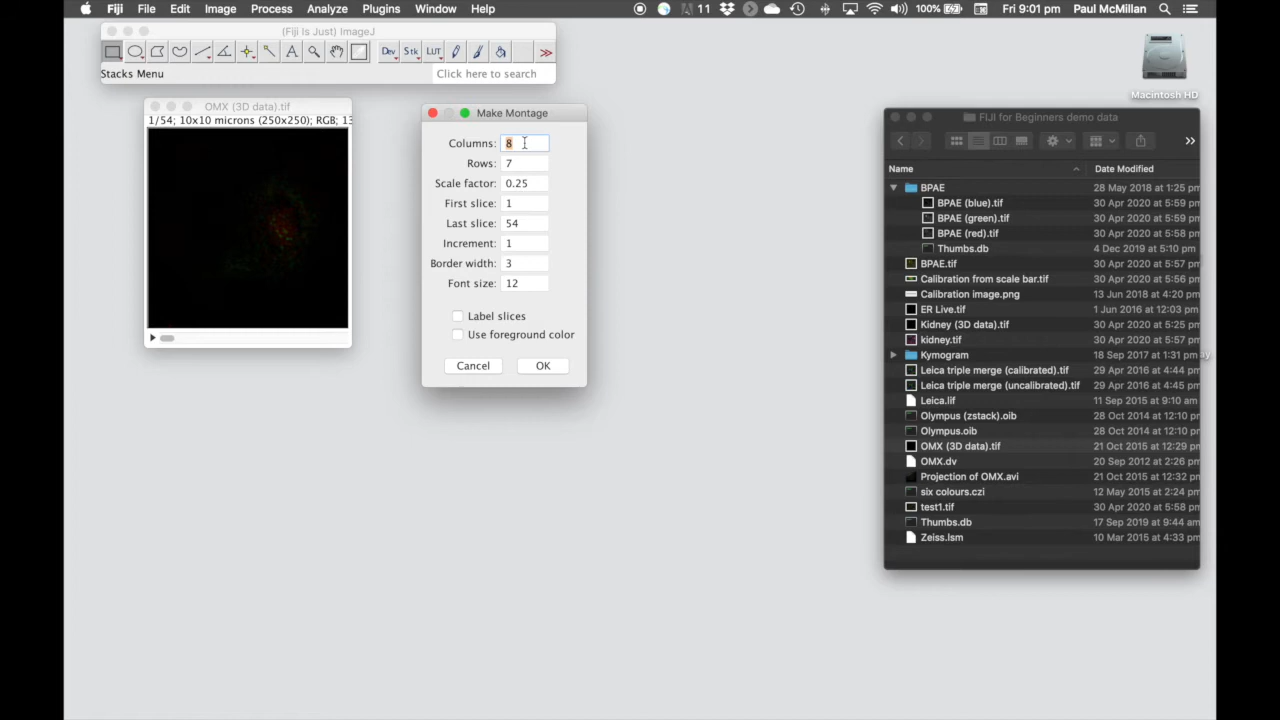 Fiji File Edit Image Process Analyze Plugins Window Help 11 100% Fri 9:01 pm Paul McMillan
(Fiji Is Just) ImageJ
Dev Stk LUT
Stacks Menu
Click here to search
Macintosh HD
OMX (3D data).tif
1/54; 10x10 microns (250x250); RGB; 13
Make Montage
Columns: 8
Rows: 7
Scale factor: 0.25
First slice: 1
Last slice: 54
Increment: 1
Border width: 3
Font size: 12
Label slices
Use foreground color
Cancel OK
FIJI for Beginners demo data
Name Date Modified
BPAE 28 May 2018 at 1:25 pm
BPAE (blue).tif 30 Apr 2020 at 5:59 pm
BPAE (green).tif 30 Apr 2020 at 5:59 pm
BPAE (red).tif 30 Apr 2020 at 5:59 pm
Thumbs.db 4 Dec 2019 at 5:10 pm
BPAE.tif 30 Apr 2020 at 5:57 pm
Calibration from scale bar.tif 30 Apr 2020 at 5:56 pm
Calibration image.png 13 Jun 2018 at 4:20 pm
ER Live.tif 1 Jun 2016 at 12:03 pm
Kidney (3D data).tif 30 Apr 2020 at 5:25 pm
kidney.tif 30 Apr 2020 at 5:57 pm
Kymogram 18 Sep 2017 at 1:31 pm
Leica triple merge (calibrated).tif 29 Apr 2016 at 4:44 pm
Leica triple merge (uncalibrated).tif 29 Apr 2016 at 4:44 pm
Leica.lif 11 Sep 2015 at 9:10 am
Olympus (zstack).oib 28 Oct 2014 at 12:10 pm
Olympus.oib 28 Oct 2014 at 12:10 pm
OMX (3D data).tif 21 Oct 2015 at 12:29 pm
OMX.dv 20 Sep 2012 at 2:26 pm
Projection of OMX.avi 21 Oct 2015 at 12:32 pm
six colours.czi 12 May 2015 at 2:24 pm
test1.tif 30 Apr 2020 at 5:58 pm
Thumbs.db 17 Sep 2019 at 9:44 am
Zeiss.lsm 10 Mar 2015 at 4:33 pm